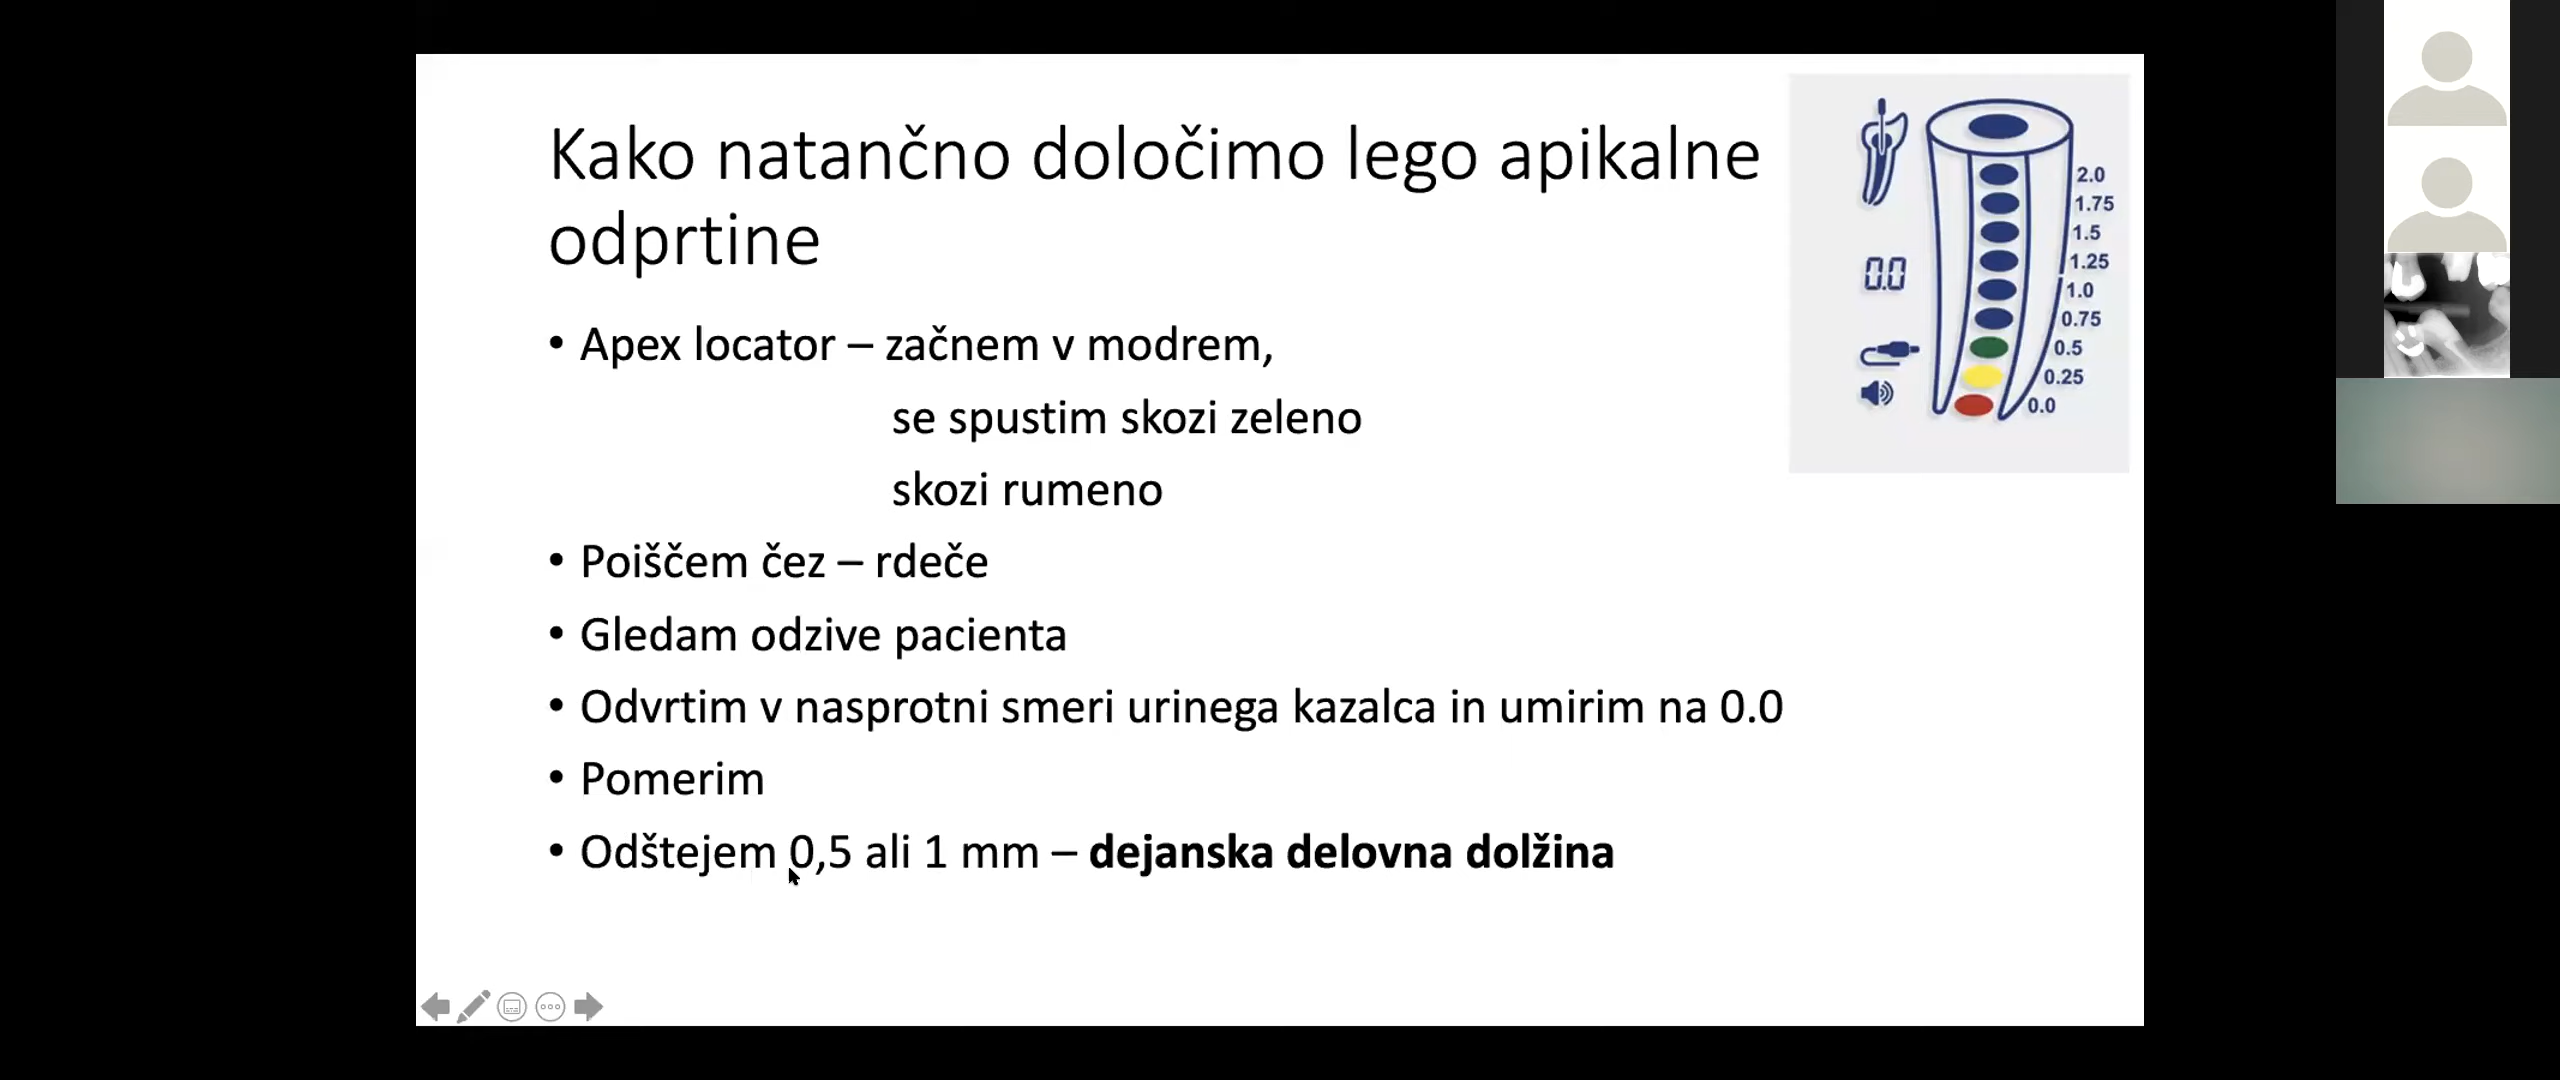 Kako natančno določimo lego apikalne
odprtine
• Apex locator – začnem v modrem,
se spustim skozi zeleno
skozi rumeno
• Poiščem čez – rdeče
• Gledam odzive pacienta
• Odvrtim v nasprotni smeri urinega kazalca in umirim na 0.0
• Pomerim
• Odštejem 0,5 ali 1 mm – dejanska delovna dolžina
0.0
2.0
1.75
1.5
1.25
1.0
0.75
0.5
0.25
0.0